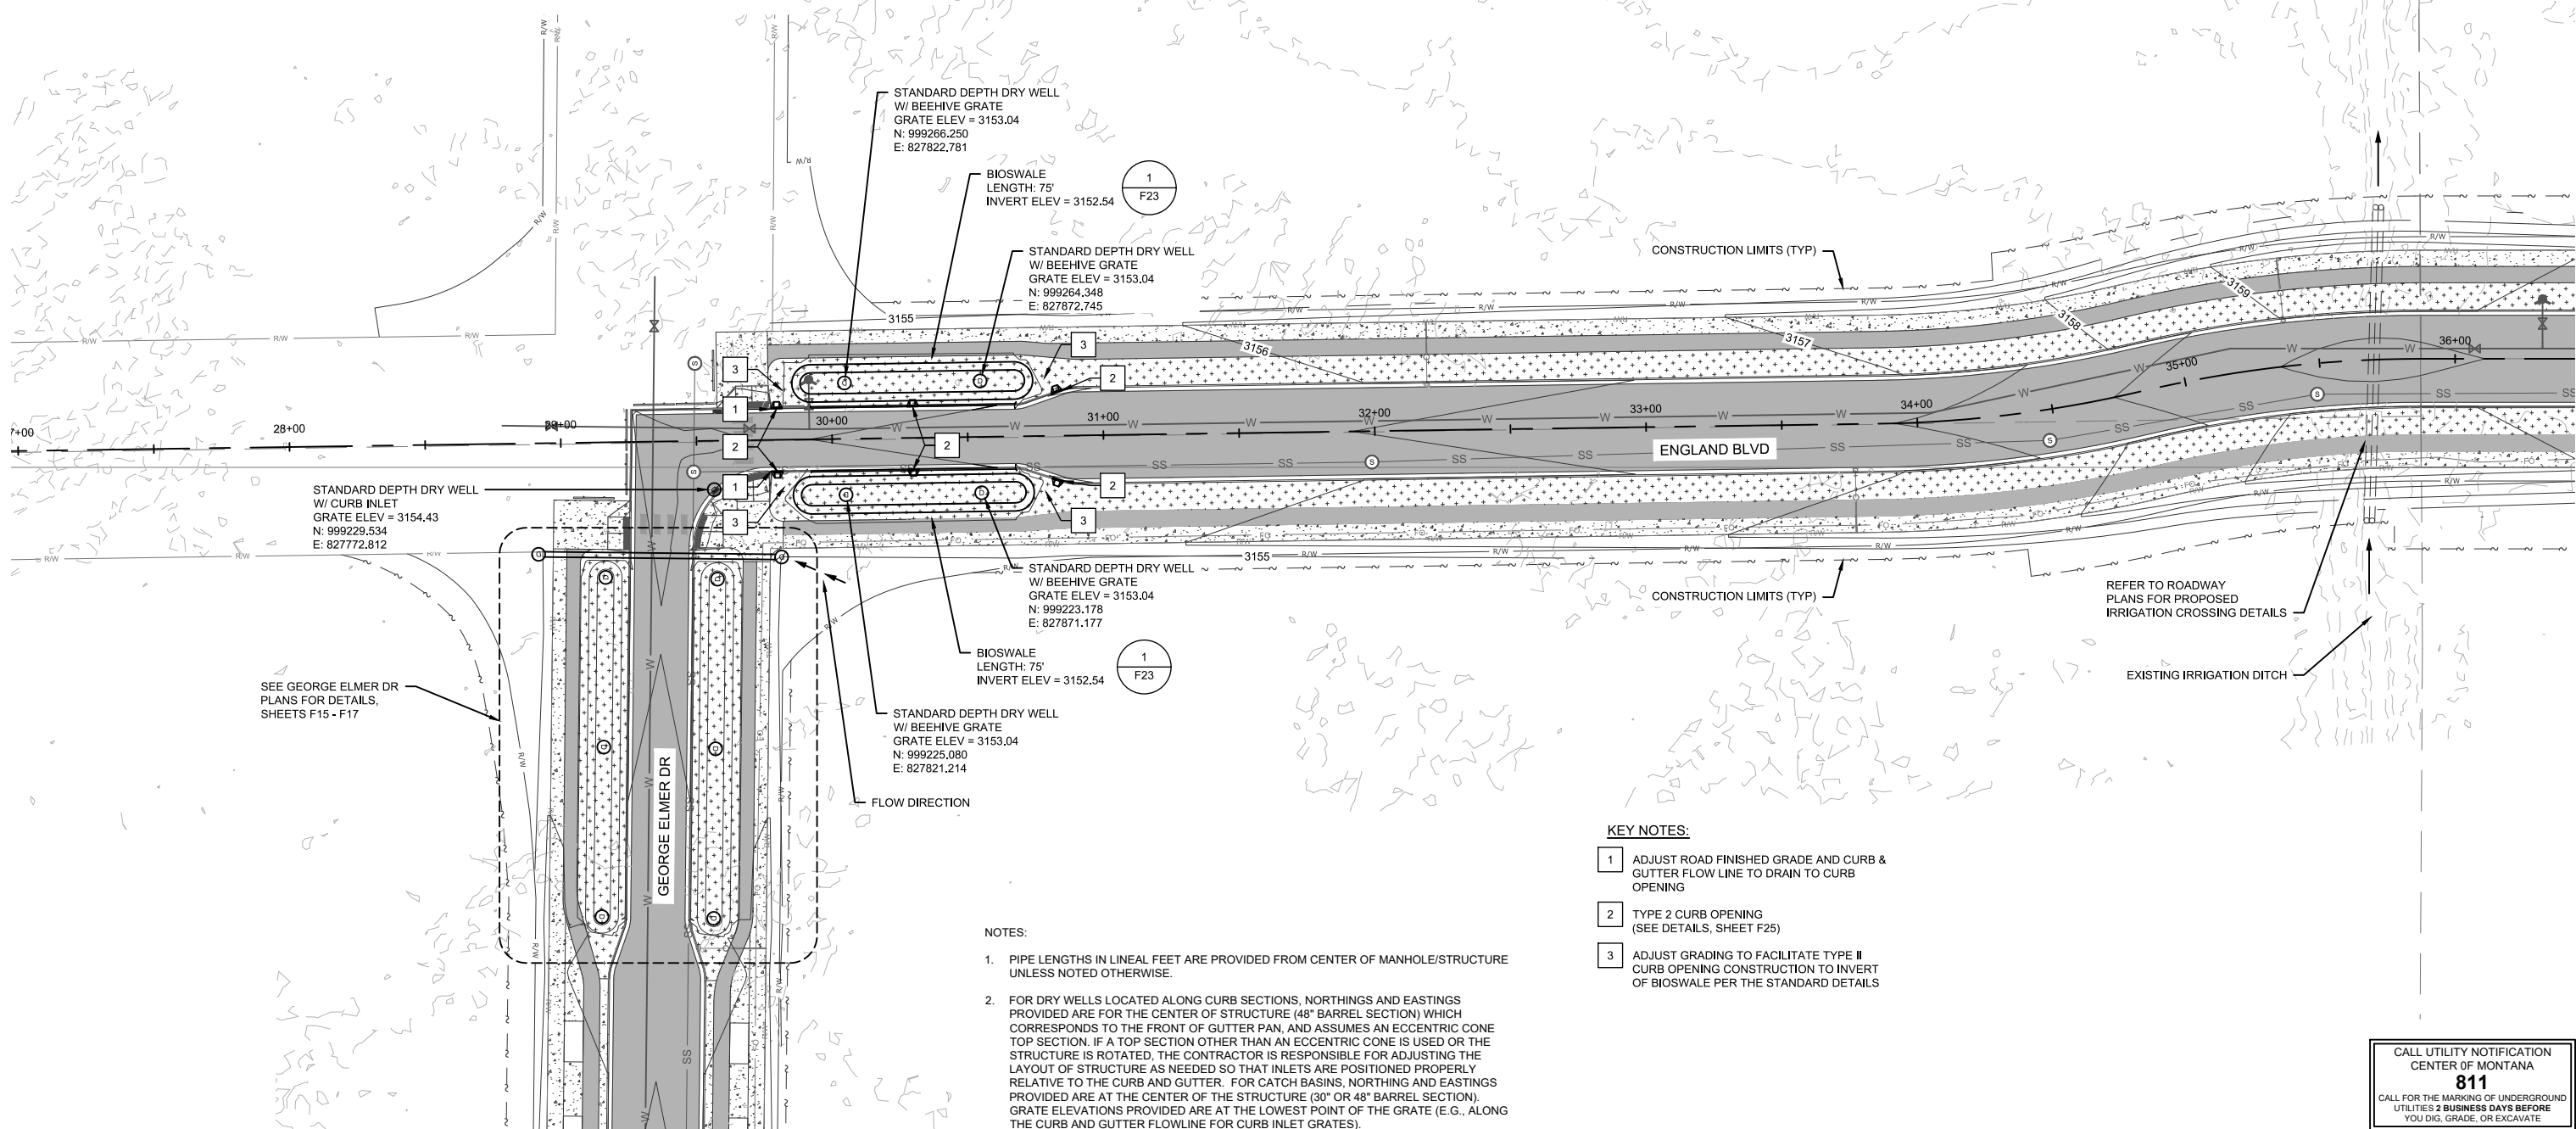 STANDARD DEPTH DRY WELL
W/ BEEHIVE GRATE
GRATE ELEV = 3153.04
N: 999266.250
E: 827822.781
BIOSWALE
LENGTH: 75'
INVERT ELEV = 3152.54
1
F23
STANDARD DEPTH DRY WELL
W/ BEEHIVE GRATE
GRATE ELEV = 3153.04
N: 999264.348
E: 827872.745
CONSTRUCTION LIMITS (TYP)
3155
3156
3157
3158
3159
3
3
2
1
2
2
1
3
3
2
7+00
28+00
29+00
30+00
31+00
32+00
33+00
34+00
35+00
36+00
ENGLAND BLVD
STANDARD DEPTH DRY WELL
W/ CURB INLET
GRATE ELEV = 3154.43
N: 999229.534
E: 827772.812
3155
STANDARD DEPTH DRY WELL
W/ BEEHIVE GRATE
GRATE ELEV = 3153.04
N: 999223.178
E: 827871.177
CONSTRUCTION LIMITS (TYP)
REFER TO ROADWAY
PLANS FOR PROPOSED
IRRIGATION CROSSING DETAILS
BIOSWALE
LENGTH: 75'
INVERT ELEV = 3152.54
1
F23
EXISTING IRRIGATION DITCH
SEE GEORGE ELMER DR
PLANS FOR DETAILS,
SHEETS F15 - F17
STANDARD DEPTH DRY WELL
W/ BEEHIVE GRATE
GRATE ELEV = 3153.04
N: 999225.080
E: 827821.214
FLOW DIRECTION
GEORGE ELMER DR
KEY NOTES:
1 ADJUST ROAD FINISHED GRADE AND CURB &
GUTTER FLOW LINE TO DRAIN TO CURB
OPENING
2 TYPE 2 CURB OPENING
(SEE DETAILS, SHEET F25)
3 ADJUST GRADING TO FACILITATE TYPE II
CURB OPENING CONSTRUCTION TO INVERT
OF BIOSWALE PER THE STANDARD DETAILS
NOTES:
1. PIPE LENGTHS IN LINEAL FEET ARE PROVIDED FROM CENTER OF MANHOLE/STRUCTURE
UNLESS NOTED OTHERWISE.
2. FOR DRY WELLS LOCATED ALONG CURB SECTIONS, NORTHINGS AND EASTINGS
PROVIDED ARE FOR THE CENTER OF STRUCTURE (48" BARREL SECTION) WHICH
CORRESPONDS TO THE FRONT OF GUTTER PAN, AND ASSUMES AN ECCENTRIC CONE
TOP SECTION. IF A TOP SECTION OTHER THAN AN ECCENTRIC CONE IS USED OR THE
STRUCTURE IS ROTATED, THE CONTRACTOR IS RESPONSIBLE FOR ADJUSTING THE
LAYOUT OF STRUCTURE AS NEEDED SO THAT INLETS ARE POSITIONED PROPERLY
RELATIVE TO THE CURB AND GUTTER. FOR CATCH BASINS, NORTHING AND EASTINGS
PROVIDED ARE AT THE CENTER OF THE STRUCTURE (30" OR 48" BARREL SECTION).
GRATE ELEVATIONS PROVIDED ARE AT THE LOWEST POINT OF THE GRATE (E.G., ALONG
THE CURB AND GUTTER FLOWLINE FOR CURB INLET GRATES).
CALL UTILITY NOTIFICATION
CENTER OF MONTANA
811
CALL FOR THE MARKING OF UNDERGROUND
UTILITIES 2 BUSINESS DAYS BEFORE
YOU DIG, GRADE, OR EXCAVATE